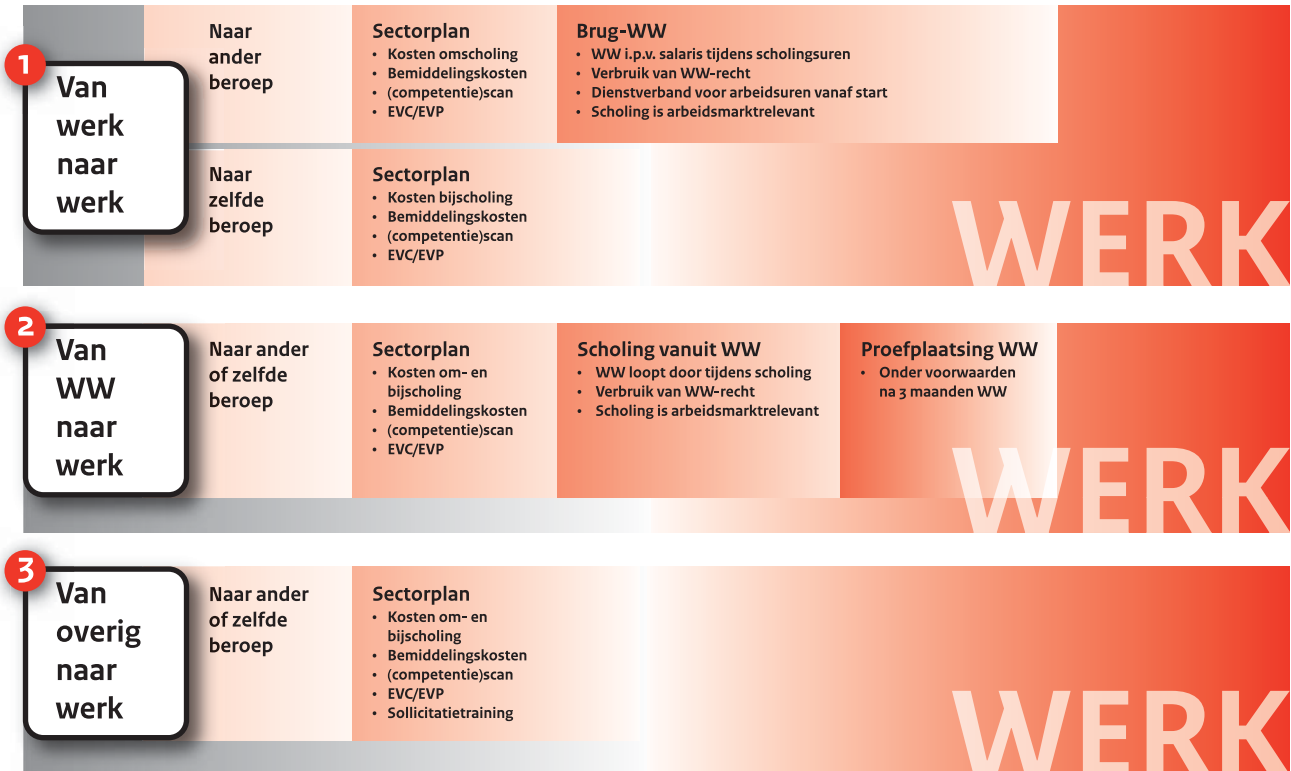 1
Van
werk
naar
werk
Naar
ander
beroep
Sectorplan
• Kosten omscholing
• Bemiddelingskosten
• (competentie)scan
• EVC/EVP
Brug-WW
• WW i.p.v. salaris tijdens scholingsuren
• Verbruik van WW-recht
• Dienstverband voor arbeidsuren vanaf start
• Scholing is arbeidsmarktrelevant
Naar
zelfde
beroep
Sectorplan
• Kosten bijscholing
• Bemiddelingskosten
• (competentie)scan
• EVC/EVP
WERK
2
Van
WW
naar
werk
Naar ander
of zelfde
beroep
Sectorplan
• Kosten om- en
bijscholing
• Bemiddelingskosten
• (competentie)scan
• EVC/EVP
Scholing vanuit WW
• WW loopt door tijdens scholing
• Verbruik van WW-recht
• Scholing is arbeidsmarktrelevant
Proefplaatsing WW
• Onder voorwaarden
na 3 maanden WW
WERK
3
Van
overig
naar
werk
Naar ander
of zelfde
beroep
Sectorplan
• Kosten om- en
bijscholing
• Bemiddelingskosten
• (competentie)scan
• EVC/EVP
• Sollicitatietraining
WERK